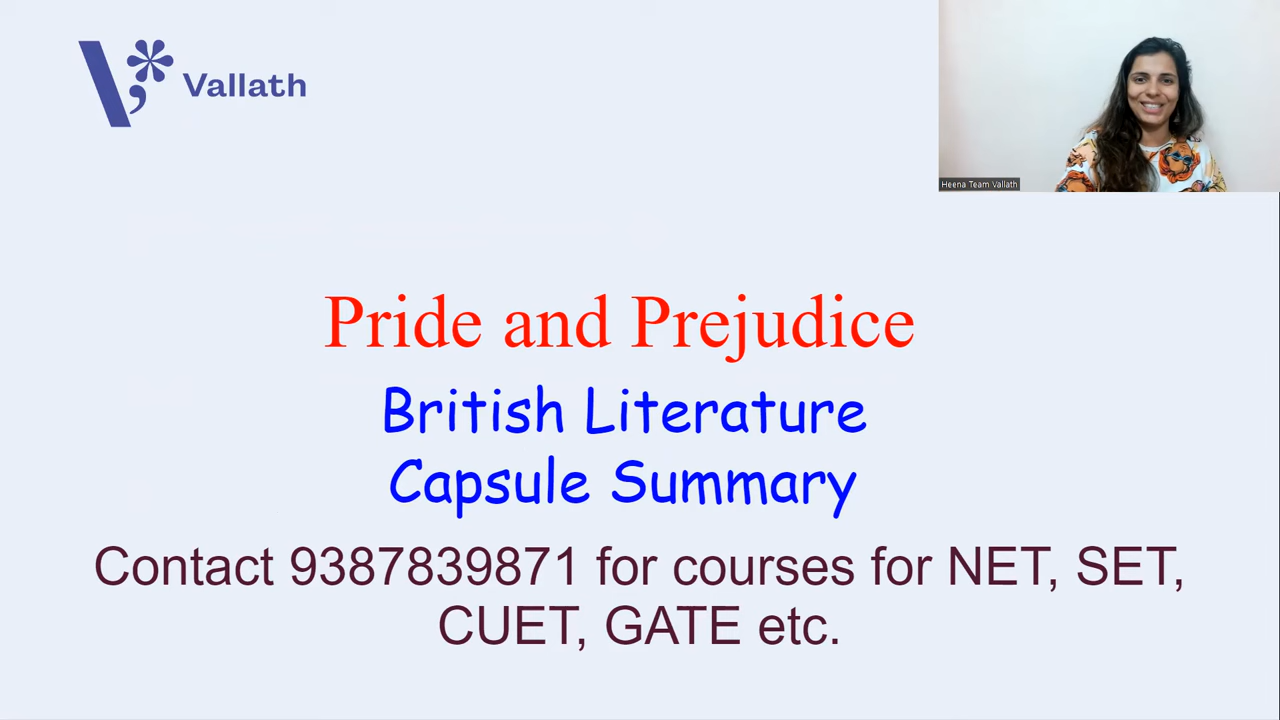 Vallath
Heena Team Vallath
Pride and Prejudice
British Literature
Capsule Summary
Contact 9387839871 for courses for NET, SET,
CUET, GATE etc.